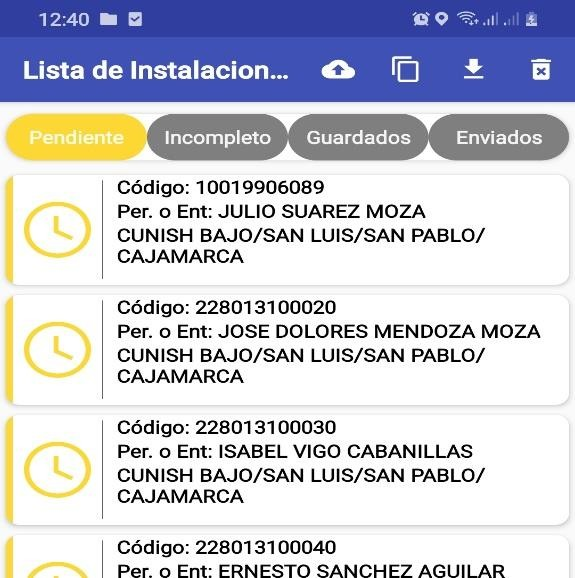 12:40
Lista de Instalacion...
Pendiente Incompleto Guardados Enviados
Código: 10019906089
Per. o Ent: JULIO SUAREZ MOZA
CUNISH BAJO/SAN LUIS/SAN PABLO/
CAJAMARCA
Código: 228013100020
Per. o Ent: JOSE DOLORES MENDOZA MOZA
CUNISH BAJO/SAN LUIS/SAN PABLO/
CAJAMARCA
Código: 228013100030
Per. o Ent: ISABEL VIGO CABANILLAS
CUNISH BAJO/SAN LUIS/SAN PABLO/
CAJAMARCA
Código: 228013100040
Per. o Ent: ERNESTO SANCHEZ AGUILAR